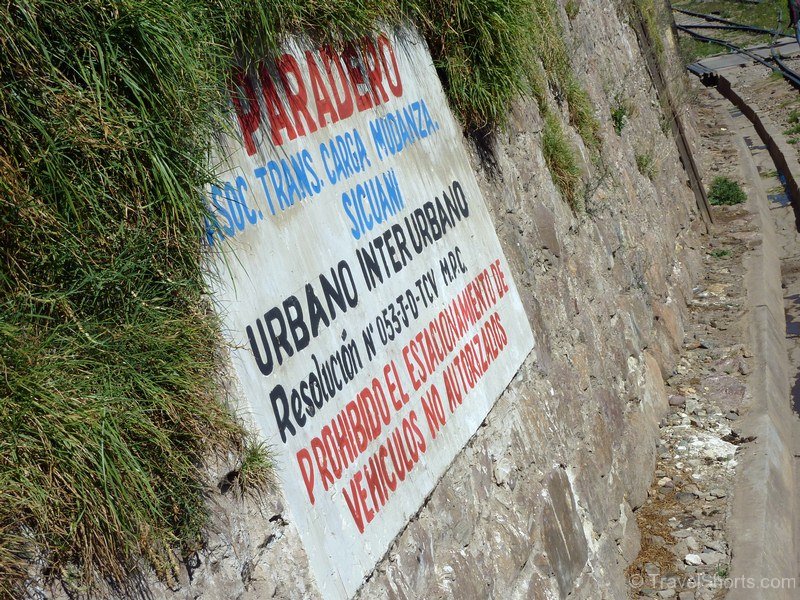 PARADERO
ASOC. TRANS. CARGA MUDANZA.
SICUANI
URBANO INTERURBANO
Resolución Nº 053-J-D-TCV M.P.C.
PROHIBIDO EL ESTACIONAMIENTO DE
VEHICULOS NO AUTORIZADOS
© TravelShorts.com